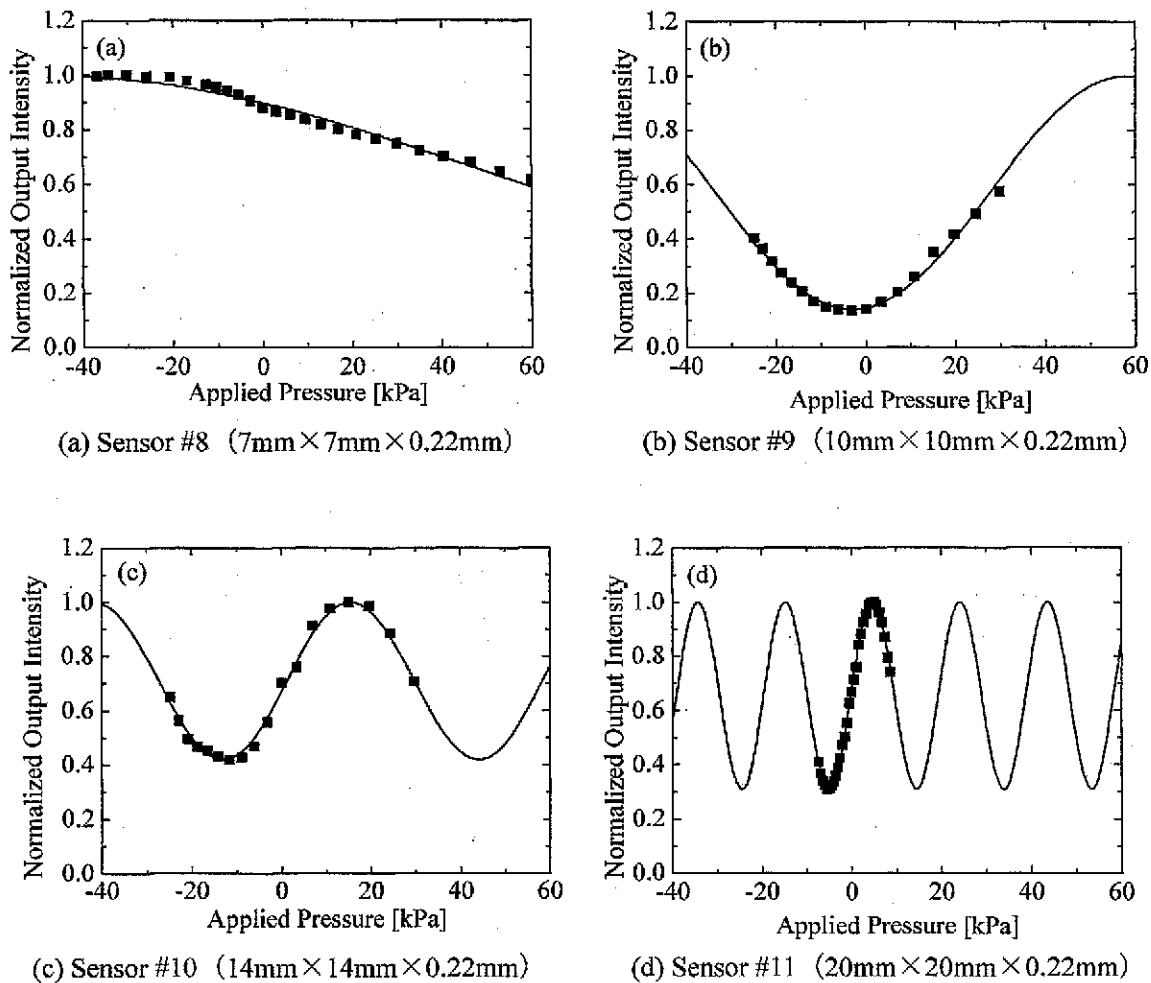 (a)
Normalized Output Intensity
1.2
1.0
0.8
0.6
0.4
0.2
0.0
-40 -20 0 20 40 60
Applied Pressure [kPa]
(a) Sensor #8 (7mm×7mm×0.22mm)
(b)
Normalized Output Intensity
1.2
1.0
0.8
0.6
0.4
0.2
0.0
-40 -20 0 20 40 60
Applied Pressure [kPa]
(b) Sensor #9 (10mm×10mm×0.22mm)
(c)
Normalized Output Intensity
1.2
1.0
0.8
0.6
0.4
0.2
0.0
-40 -20 0 20 40 60
Applied Pressure [kPa]
(c) Sensor #10 (14mm×14mm×0.22mm)
(d)
Normalized Output Intensity
1.2
1.0
0.8
0.6
0.4
0.2
0.0
-40 -20 0 20 40 60
Applied Pressure [kPa]
(d) Sensor #11 (20mm×20mm×0.22mm)